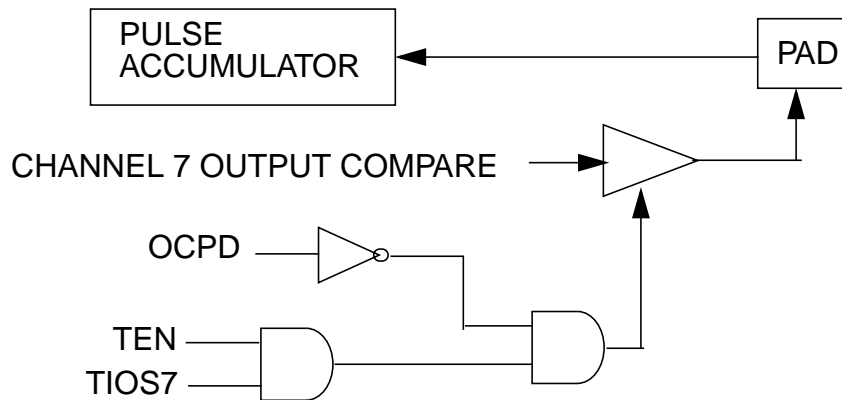 PULSE
ACCUMULATOR
PAD
CHANNEL 7 OUTPUT COMPARE
OCPD
TEN
TIOS7